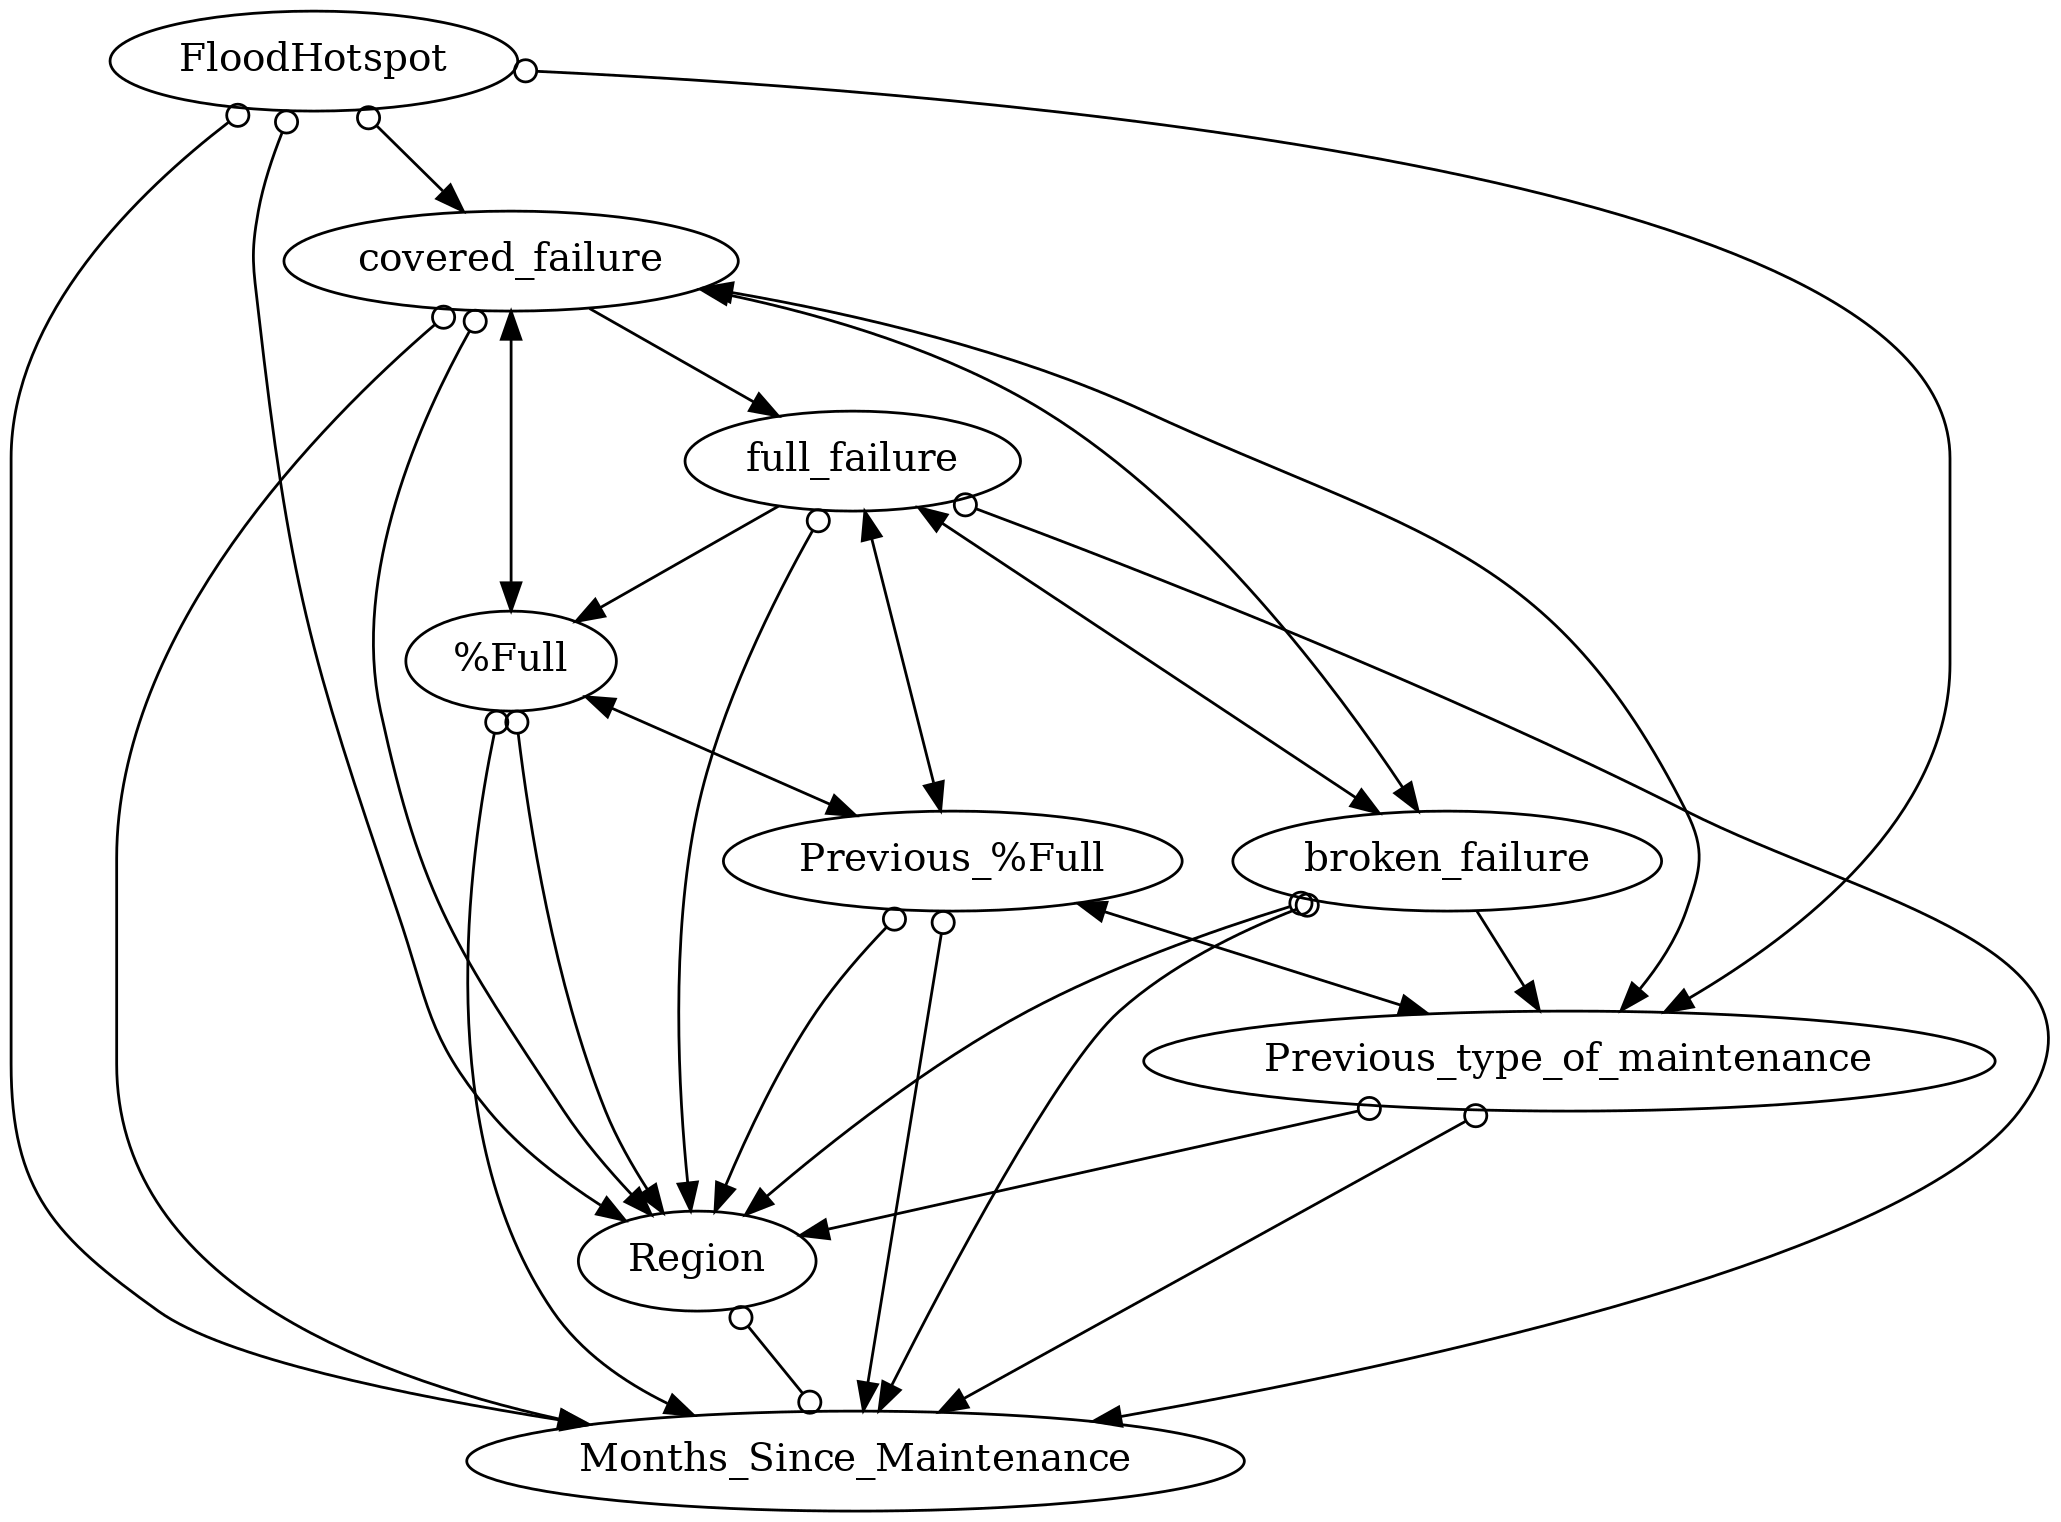 FloodHotspot
covered_failure
full_failure
%Full
Previous_%Full
broken_failure
Previous_type_of_maintenance
Region
Months_Since_Maintenance